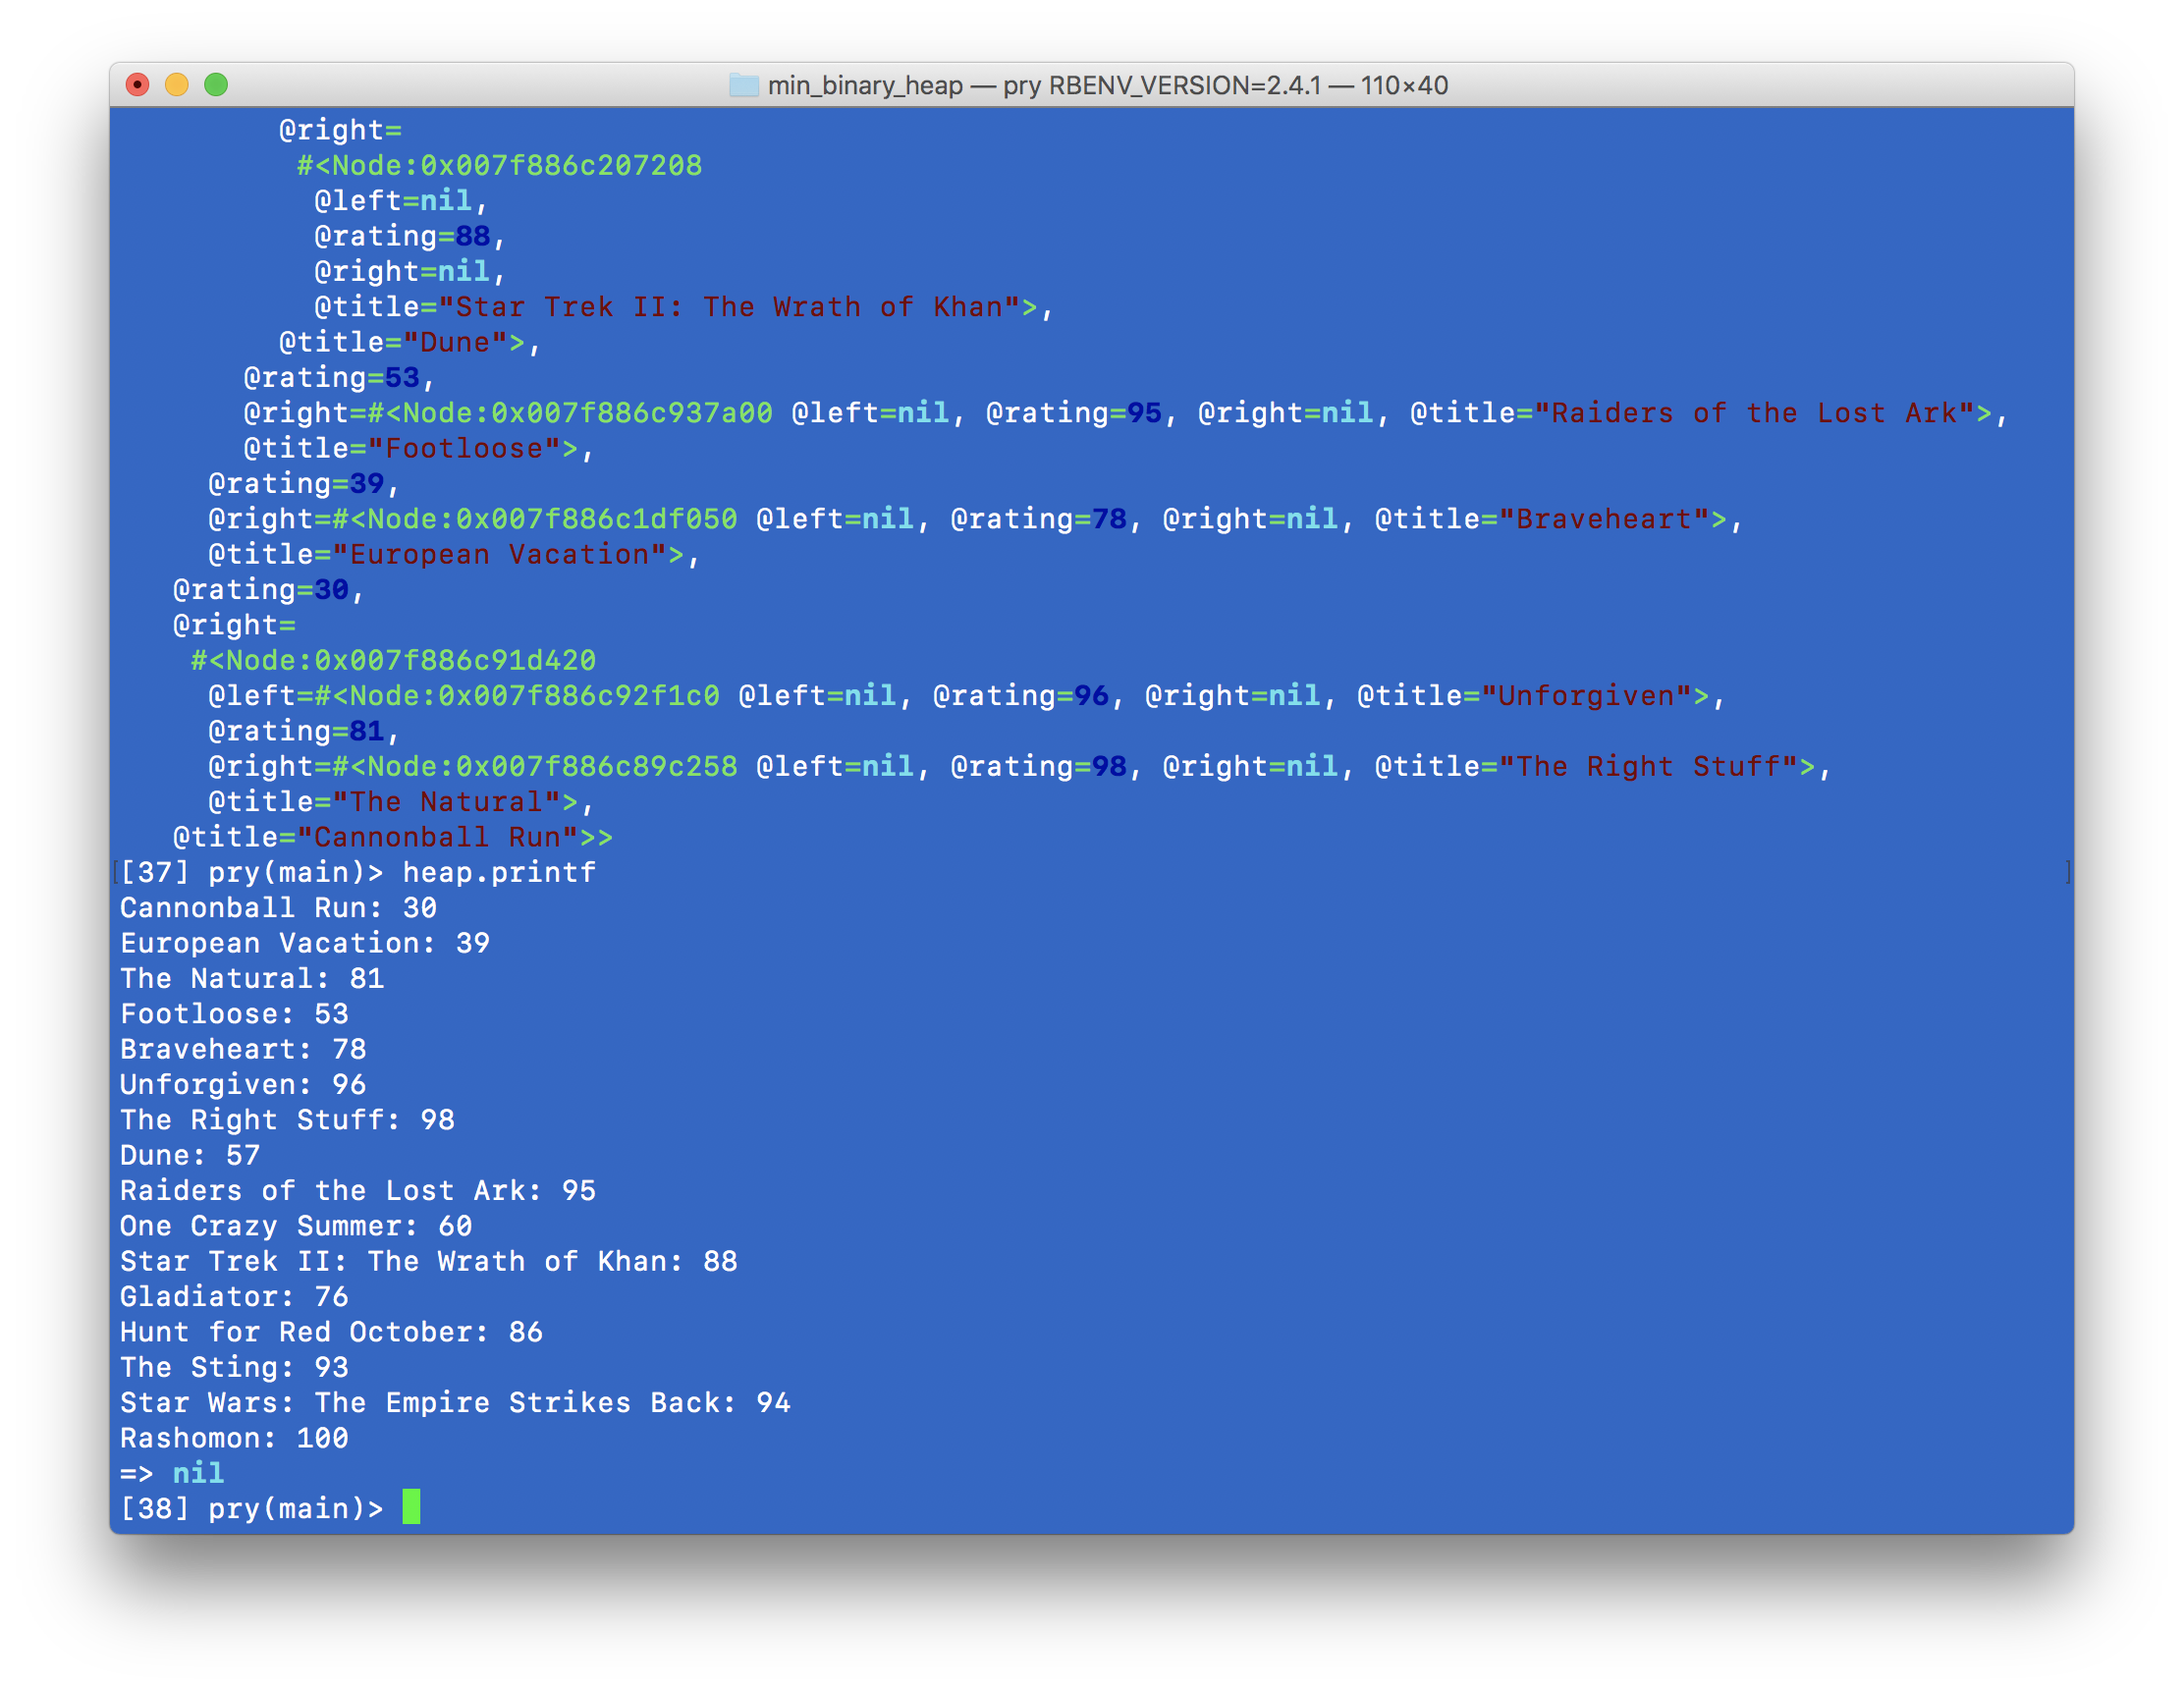 min_binary_heap — pry RBENV_VERSION=2.4.1 — 110×40
@right=
#<Node:0x007f886c207208
@left=nil,
@rating=88,
@right=nil,
@title="Star Trek II: The Wrath of Khan">,
@title="Dune">,
@rating=53,
@right=#<Node:0x007f886c937a00 @left=nil, @rating=95, @right=nil, @title="Raiders of the Lost Ark">,
@title="Footloose">,
@rating=39,
@right=#<Node:0x007f886c1df050 @left=nil, @rating=78, @right=nil, @title="Braveheart">,
@title="European Vacation">,
@rating=30,
@right=
#<Node:0x007f886c91d420
@left=#<Node:0x007f886c92f1c0 @left=nil, @rating=96, @right=nil, @title="Unforgiven">,
@rating=81,
@right=#<Node:0x007f886c89c258 @left=nil, @rating=98, @right=nil, @title="The Right Stuff">,
@title="The Natural">,
@title="Cannonball Run">>
[37] pry(main)> heap.printf
Cannonball Run: 30
European Vacation: 39
The Natural: 81
Footloose: 53
Braveheart: 78
Unforgiven: 96
The Right Stuff: 98
Dune: 57
Raiders of the Lost Ark: 95
One Crazy Summer: 60
Star Trek II: The Wrath of Khan: 88
Gladiator: 76
Hunt for Red October: 86
The Sting: 93
Star Wars: The Empire Strikes Back: 94
Rashomon: 100
=> nil
[38] pry(main)>